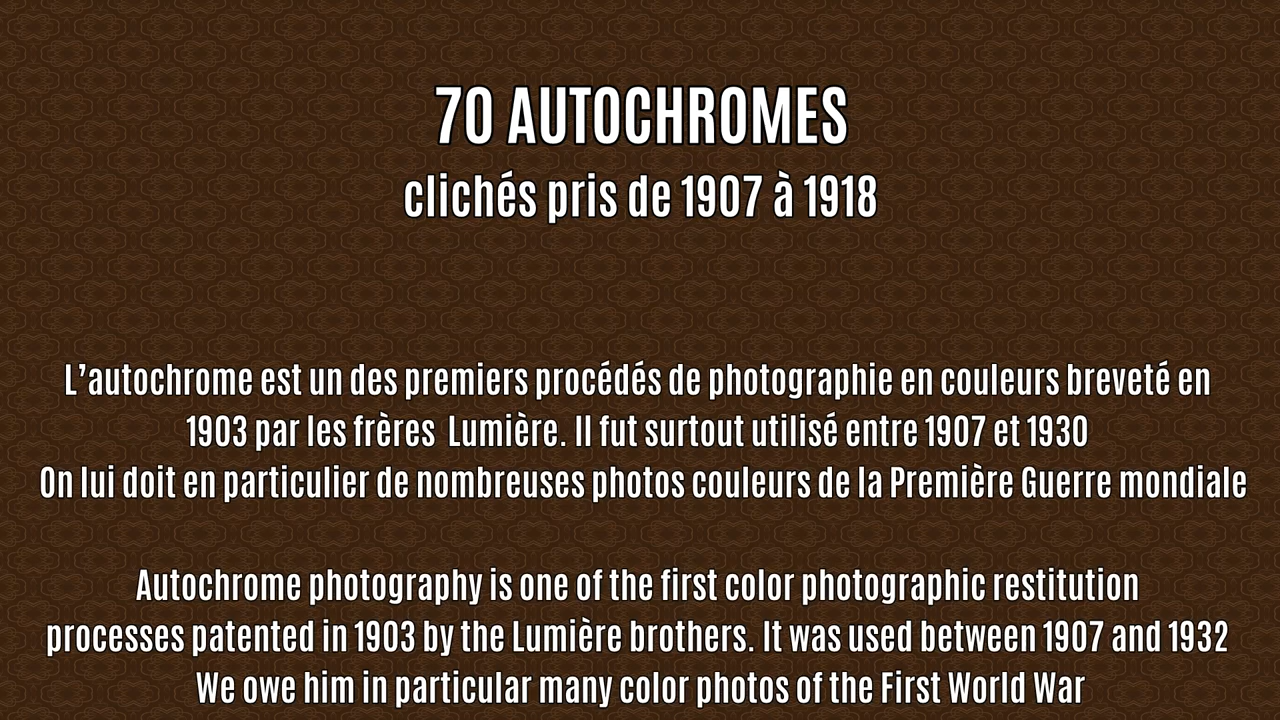 70 AUTOCHROMES
clichés pris de 1907 à 1918
L’autochrome est un des premiers procédés de photographie en couleurs breveté en
1903 par les frères Lumière. Il fut surtout utilisé entre 1907 et 1930
On lui doit en particulier de nombreuses photos couleurs de la Première Guerre mondiale
Autochrome photography is one of the first color photographic restitution
processes patented in 1903 by the Lumière brothers. It was used between 1907 and 1932
We owe him in particular many color photos of the First World War